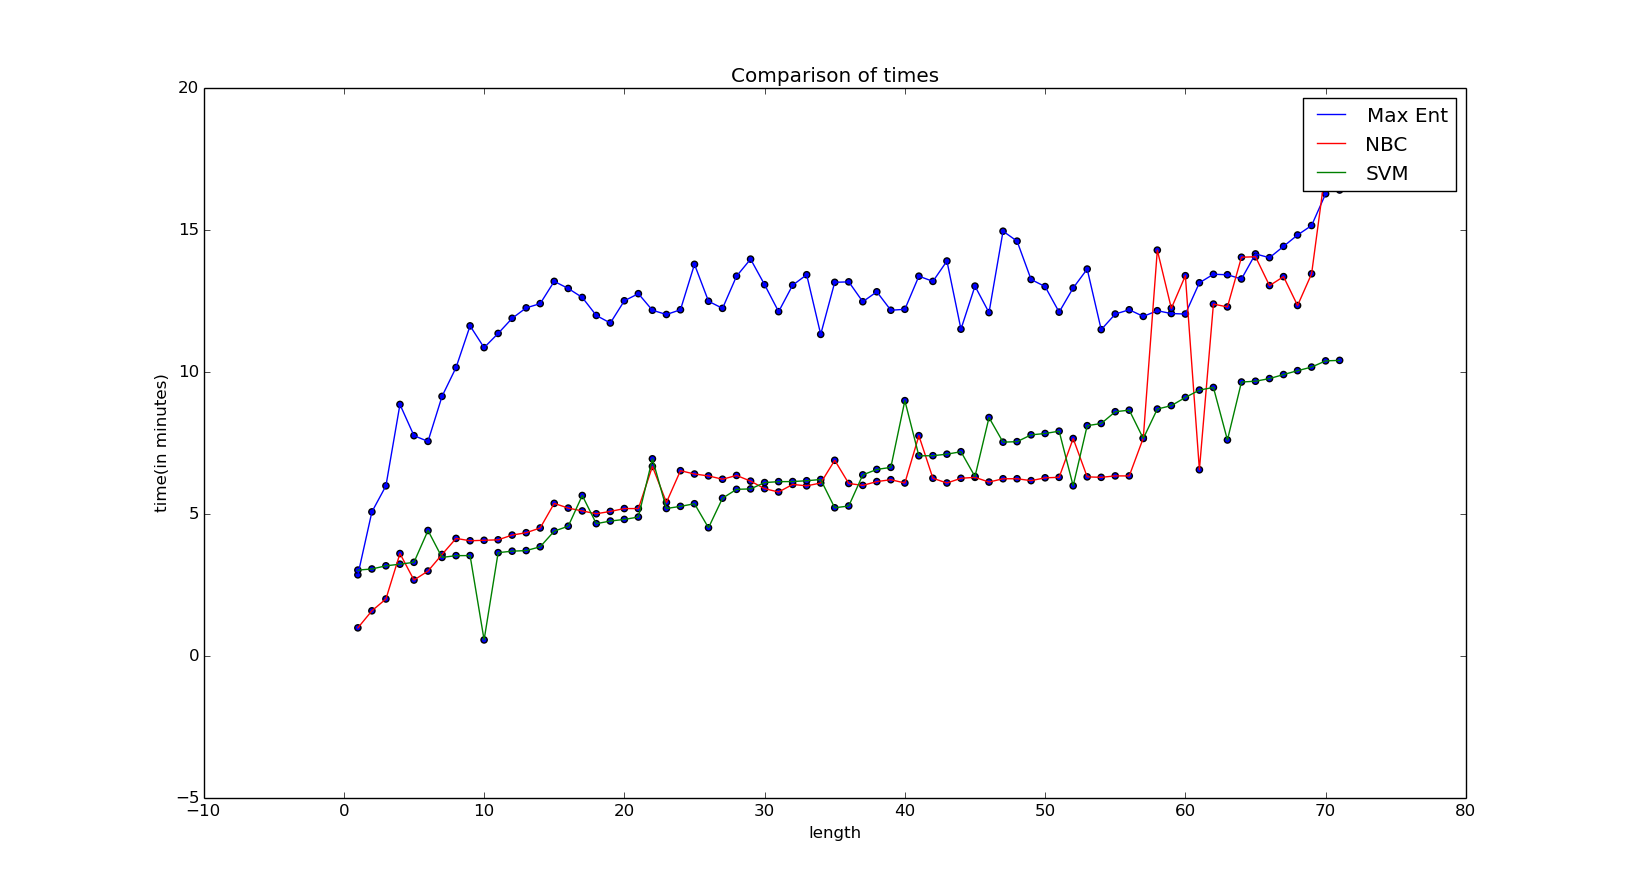 Comparison of times
20
15
10
5
0
−5
time(in minutes)
Max Ent
NBC
SVM
−10 0 10 20 30 40 50 60 70 80
length